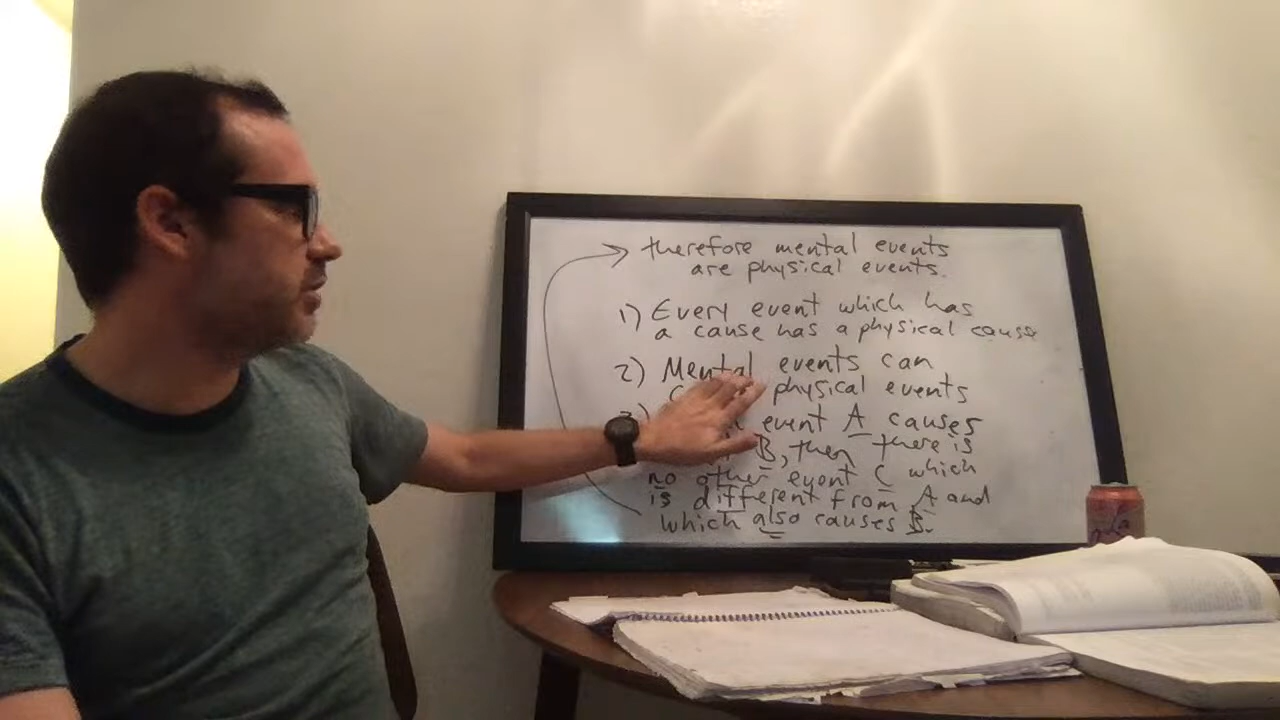 therefore mental events
are physical events.
1) Every event which has
a cause has a physical cause
2) Mental events can
physical events
event A causes
B, then there is
no other event C which
is different from A and
which also causes B.